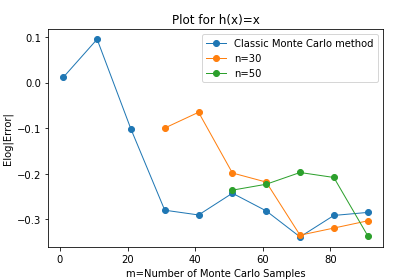 Plot for h(x)=x
Classic Monte Carlo method
n=30
n=50
Elog|Error|
0.1
0.0
−0.1
−0.2
−0.3
0 20 40 60 80
m=Number of Monte Carlo Samples